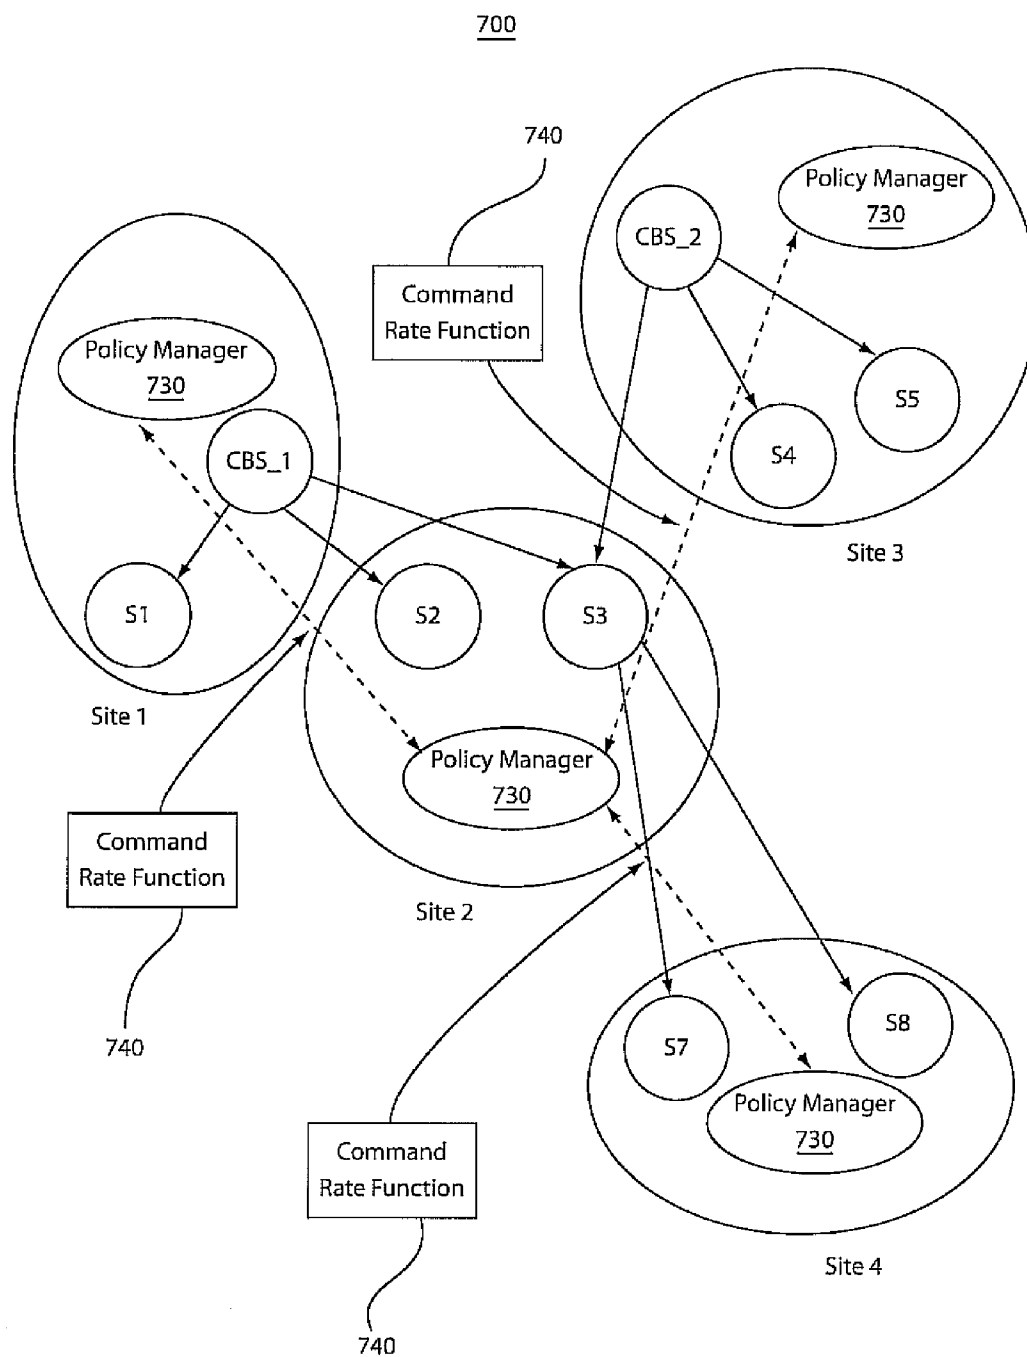 700
740
Policy Manager
730
CBS_2
Command
Rate Function
Policy Manager
730
S5
CBS_1
S4
Site 3
S1
S2
S3
Site 1
Policy Manager
730
Command
Rate Function
Site 2
S7
S8
740
Policy Manager
730
Command
Rate Function
Site 4
740